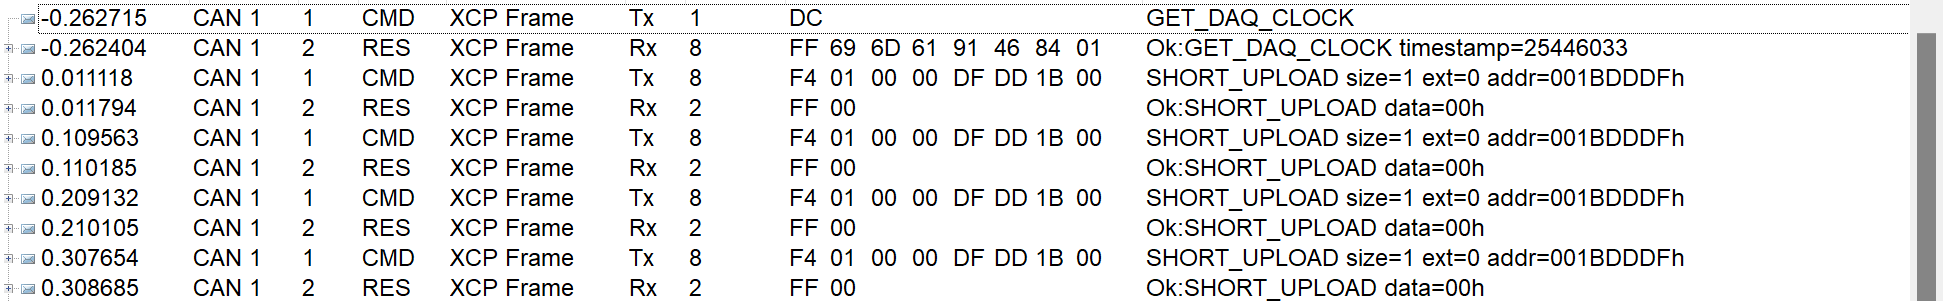 -0.262715 CAN 1 1 CMD XCP Frame Tx 1 DC GET_DAQ_CLOCK
-0.262404 CAN 1 2 RES XCP Frame Rx 8 FF 69 6D 61 91 46 84 01 Ok:GET_DAQ_CLOCK timestamp=25446033
0.011118 CAN 1 1 CMD XCP Frame Tx 8 F4 01 00 00 DF DD 1B 00 SHORT_UPLOAD size=1 ext=0 addr=001BDDDFh
0.011794 CAN 1 2 RES XCP Frame Rx 2 FF 00 Ok:SHORT_UPLOAD data=00h
0.109563 CAN 1 1 CMD XCP Frame Tx 8 F4 01 00 00 DF DD 1B 00 SHORT_UPLOAD size=1 ext=0 addr=001BDDDFh
0.110185 CAN 1 2 RES XCP Frame Rx 2 FF 00 Ok:SHORT_UPLOAD data=00h
0.209132 CAN 1 1 CMD XCP Frame Tx 8 F4 01 00 00 DF DD 1B 00 SHORT_UPLOAD size=1 ext=0 addr=001BDDDFh
0.210105 CAN 1 2 RES XCP Frame Rx 2 FF 00 Ok:SHORT_UPLOAD data=00h
0.307654 CAN 1 1 CMD XCP Frame Tx 8 F4 01 00 00 DF DD 1B 00 SHORT_UPLOAD size=1 ext=0 addr=001BDDDFh
0.308685 CAN 1 2 RES XCP Frame Rx 2 FF 00 Ok:SHORT_UPLOAD data=00h